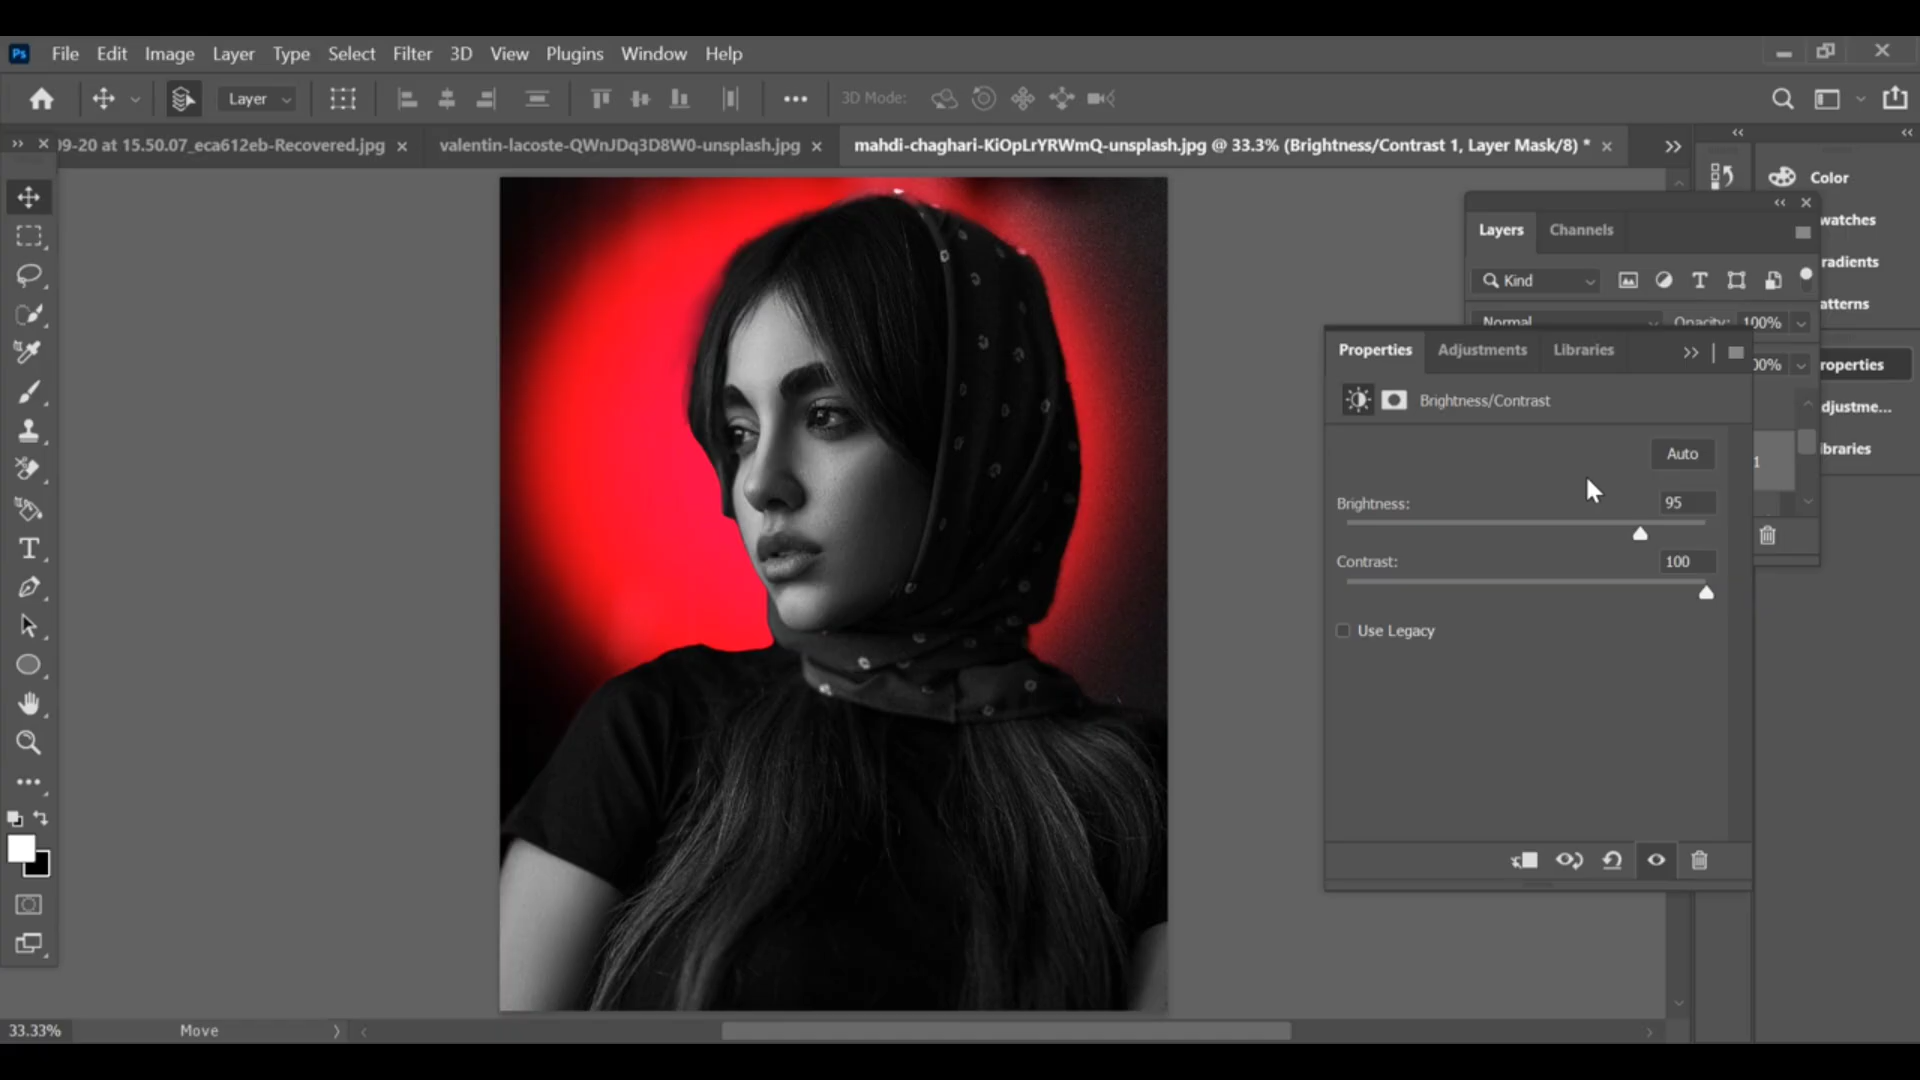 Ps File Edit Image Layer Type Select Filter 3D View Plugins Window Help
Layer 3D Mode:
09-20 at 15.50.07_eca612eb-Recovered.jpg × valentin-lacoste-QWnJDq3D8W0-unsplash.jpg × mahdi-chaghari-KiOpLrYRWmQ-unsplash.jpg @ 33.3% (Brightness/Contrast 1, Layer Mask/8) * ×
Color
watches
radients
atterns
roperties
djustme...
ibraries
Layers Channels
Kind
Normal Opacity: 100%
00%
1
Properties Adjustments Libraries
Brightness/Contrast
Auto
Brightness: 95
Contrast: 100
Use Legacy
33.33% Move